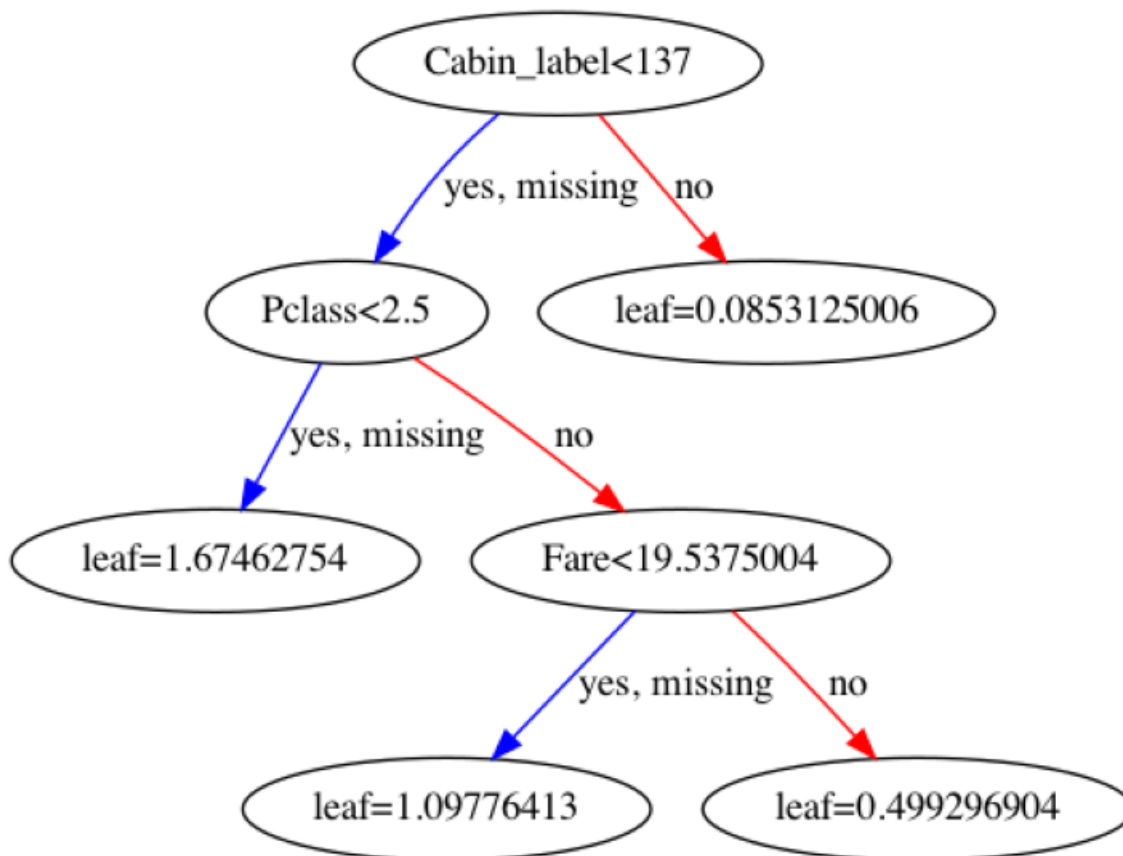 Cabin_label<137
yes, missing
no
Pclass<2.5
leaf=0.0853125006
yes, missing
no
leaf=1.67462754
Fare<19.5375004
yes, missing
no
leaf=1.09776413
leaf=0.499296904